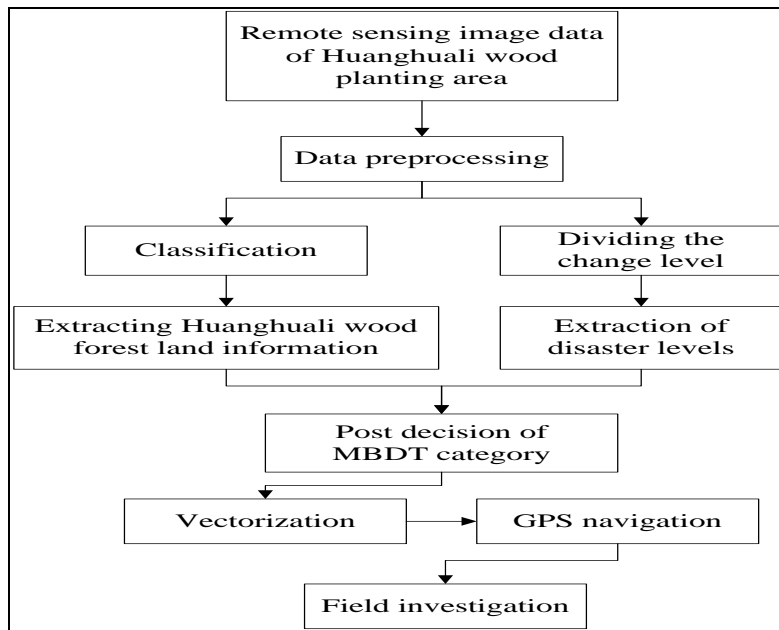 Remote sensing image data
of Huanghuali wood
planting area
Data preprocessing
Classification
Dividing the
change level
Extracting Huanghuali wood
forest land information
Extraction of
disaster levels
Post decision of
MBDT category
Vectorization
GPS navigation
Field investigation